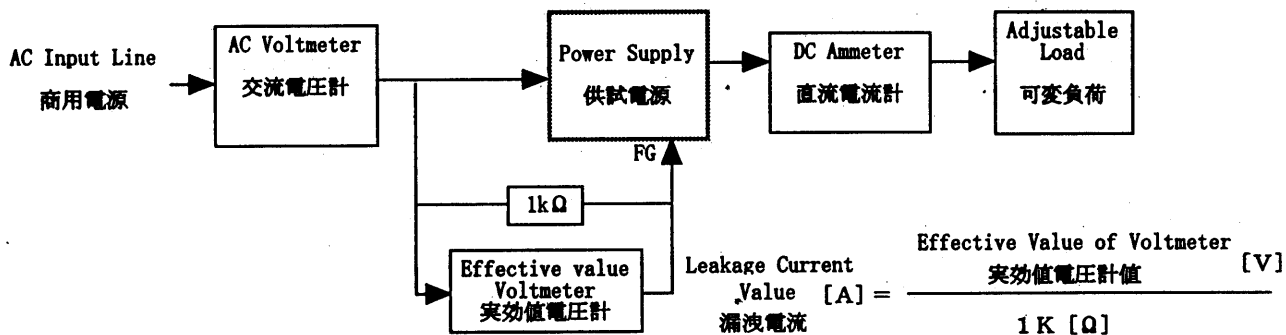 AC Input Line
商用電源
AC Voltmeter
交流電圧計
Power Supply
供試電源
DC Ammeter
直流電流計
Adjustable
Load
可変負荷
FG
1kΩ
Effective value
Voltmeter
実効値電圧計
Leakage Current
Value [A] =
漏洩電流
Effective Value of Voltmeter
実効値電圧計値 [V]
1K [Ω]